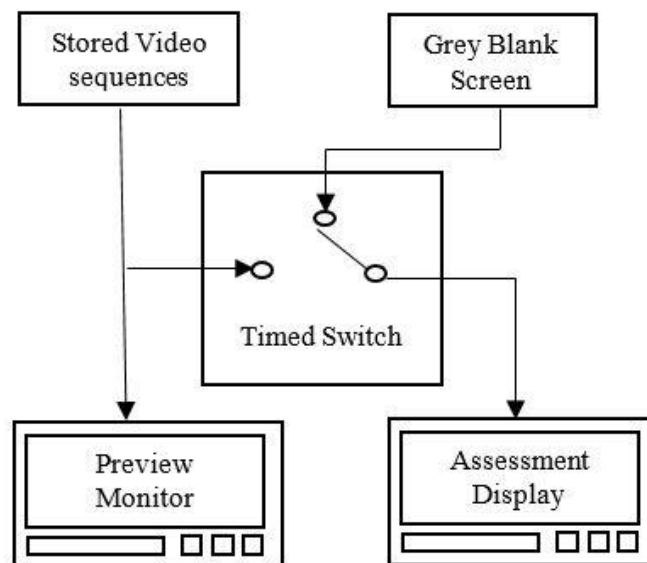 Stored Video
sequences
Grey Blank
Screen
Timed Switch
Preview
Monitor
Assessment
Display